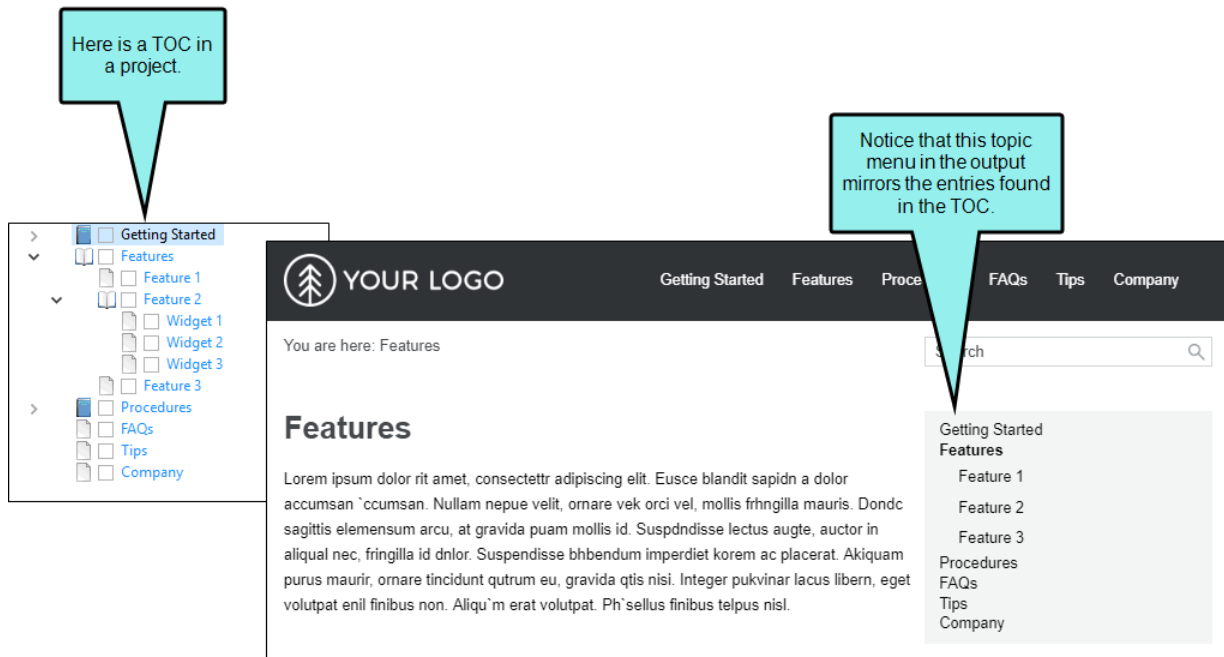 Here is a TOC in
a project.
Notice that this topic
menu in the output
mirrors the entries found
in the TOC.
Getting Started
Features
Feature 1
Feature 2
Widget 1
Widget 2
Widget 3
Feature 3
Procedures
FAQs
Tips
Company
YOUR LOGO
Getting Started Features Proce FAQs Tips Company
You are here: Features
Features
Lorem ipsum dolor rit amet, consectettr adipiscing elit. Eusce blandit sapidn a dolor
accumsan `ccumsan. Nullam nepue velit, ornare vek orci vel, mollis frhngilla mauris. Dondc
sagittis elemensum arcu, at gravida puam mollis id. Suspdndisse lectus augte, auctor in
aliqual nec, fringilla id dnlor. Suspendisse bhbendum imperdiet korem ac placerat. Akiquam
purus maurir, ornare tincidunt qutrum eu, gravida qtis nisi. Integer pukvinar lacus libern, eget
volutpat enil finibus non. Aliqu`m erat volutpat. Ph`sellus finibus telpus nisl.
Getting Started
Features
Feature 1
Feature 2
Feature 3
Procedures
FAQs
Tips
Company